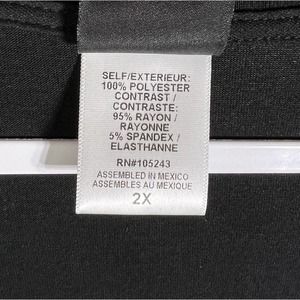 SELF/EXTERIEUR:
100% POLYESTER
CONTRAST /
CONTRASTE:
95% RAYON /
RAYONNE
5% SPANDEX /
ELASTHANNE
RN#105243
ASSEMBLED IN MEXICO
ASSEMBLES AU MEXIQUE
2X